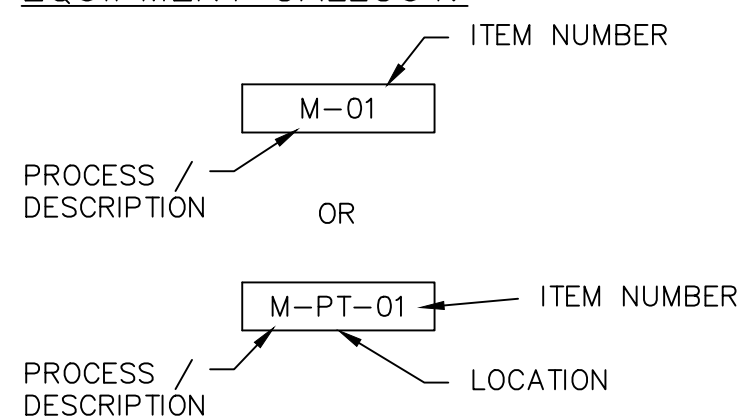 EQUIPMENT CALLOUT:
ITEM NUMBER
M-01
PROCESS /
DESCRIPTION
OR
M-PT-01
ITEM NUMBER
PROCESS /
DESCRIPTION
LOCATION